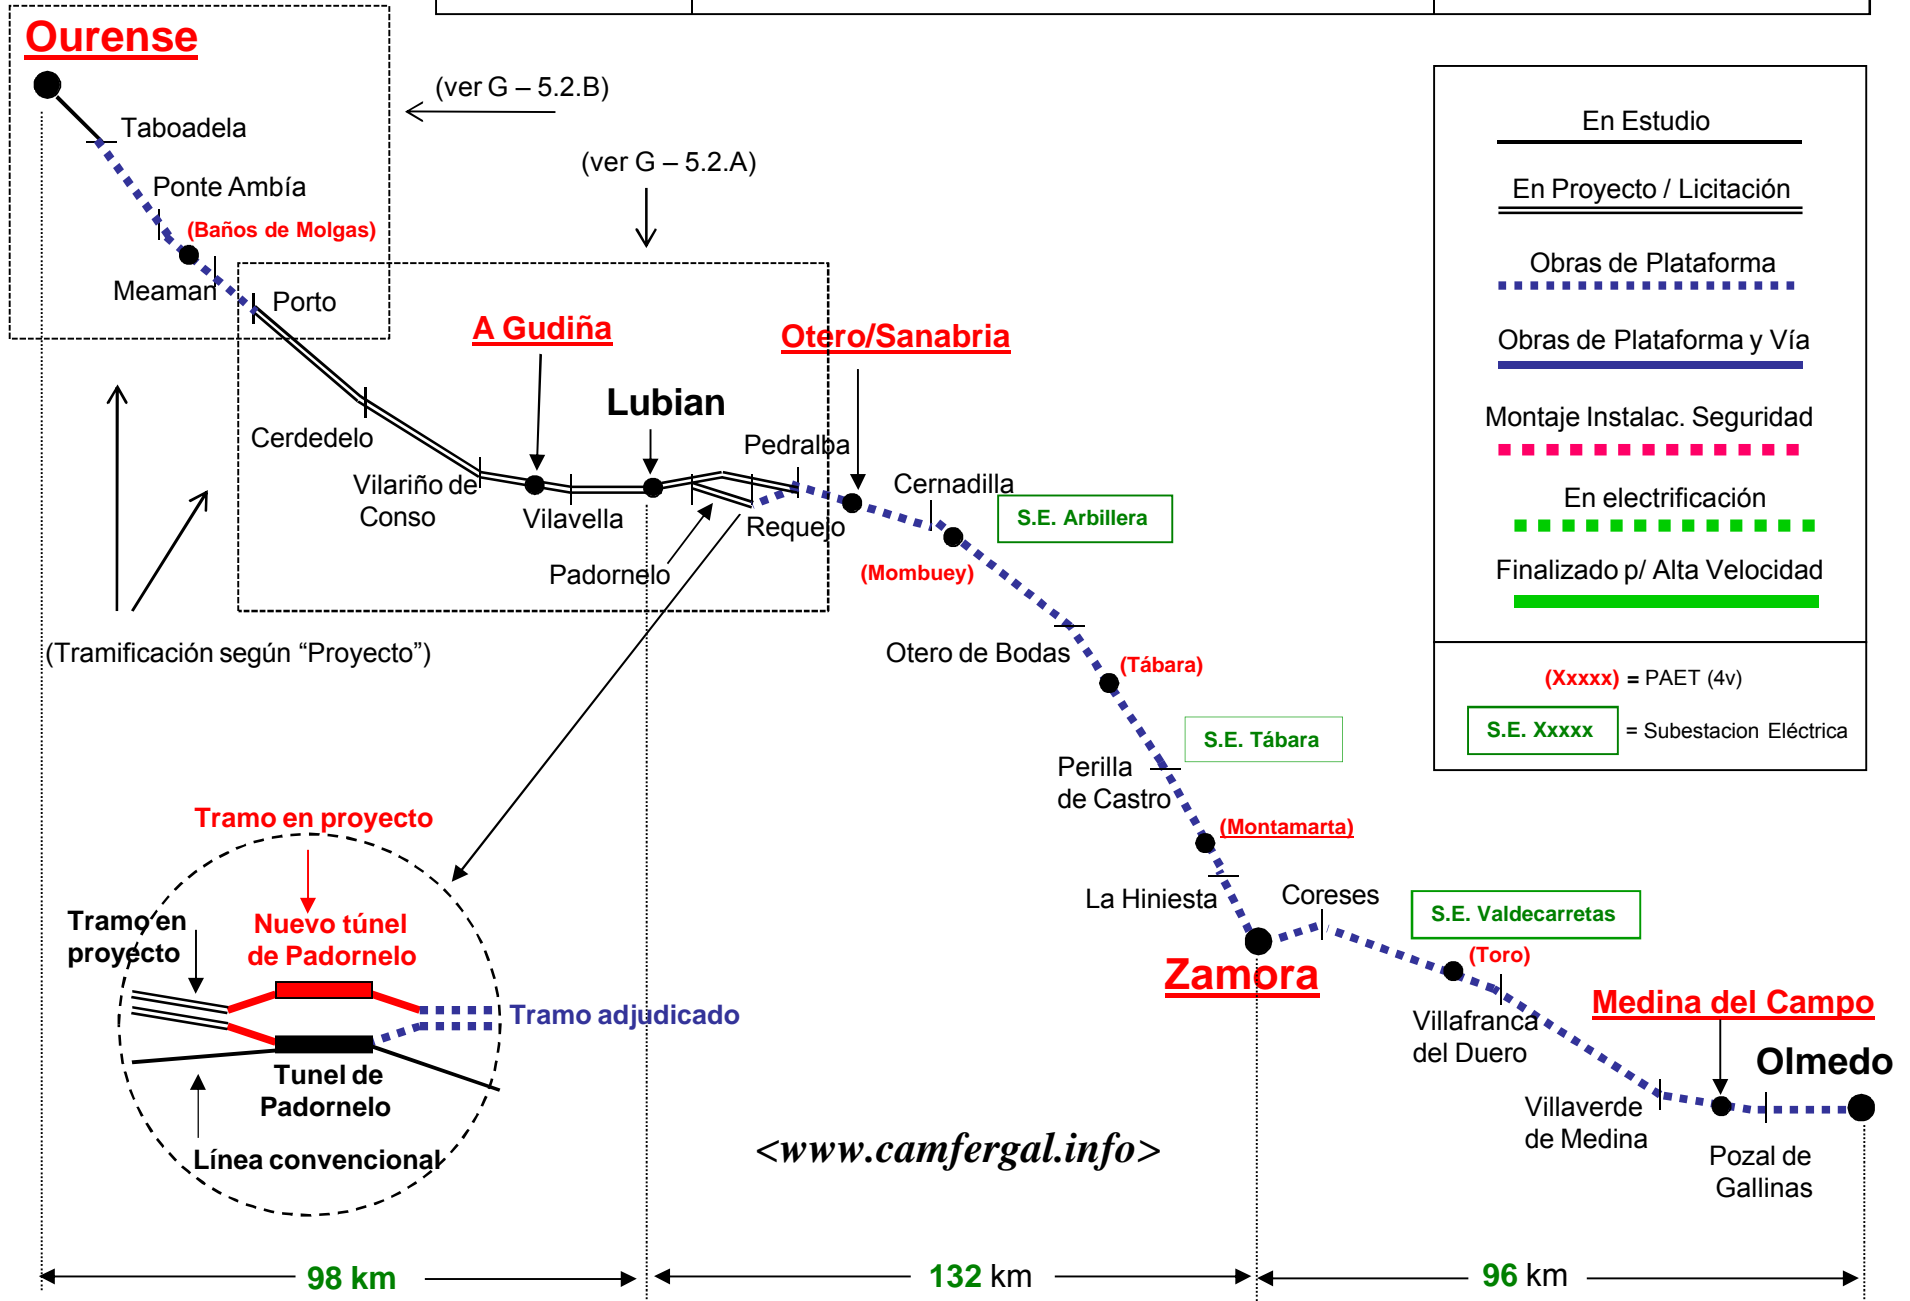 Ourense
(ver G – 5.2.B)
Taboadela
(ver G – 5.2.A)
Ponte Ambía
(Baños de Molgas)
Meaman
Porto
A Gudiña
Otero/Sanabria
Lubian
Cerdedelo
Pedralba
Vilariño de
Conso
Vilavella
Cernadilla
Requejo
S.E. Arbillera
Padornelo
(Mombuey)
(Tramificación según “Proyecto”)
Otero de Bodas
(Tábara)
S.E. Tábara
Perilla
de Castro
(Montamarta)
La Hiniesta
Coreses
S.E. Valdecarretas
(Toro)
Zamora
Villafranca
del Duero
Medina del Campo
Olmedo
Villaverde
de Medina
Pozal de
Gallinas
En Estudio
En Proyecto / Licitación
Obras de Plataforma
Obras de Plataforma y Vía
Montaje Instalac. Seguridad
En electrificación
Finalizado p/ Alta Velocidad
(Xxxxx) = PAET (4v)
S.E. Xxxxx = Subestacion Eléctrica
Tramo en proyecto
Tramo en
proyecto
Nuevo túnel
de Padornelo
Tramo adjudicado
Tunel de
Padornelo
Línea convencional
<www.camfergal.info>
98 km
132 km
96 km